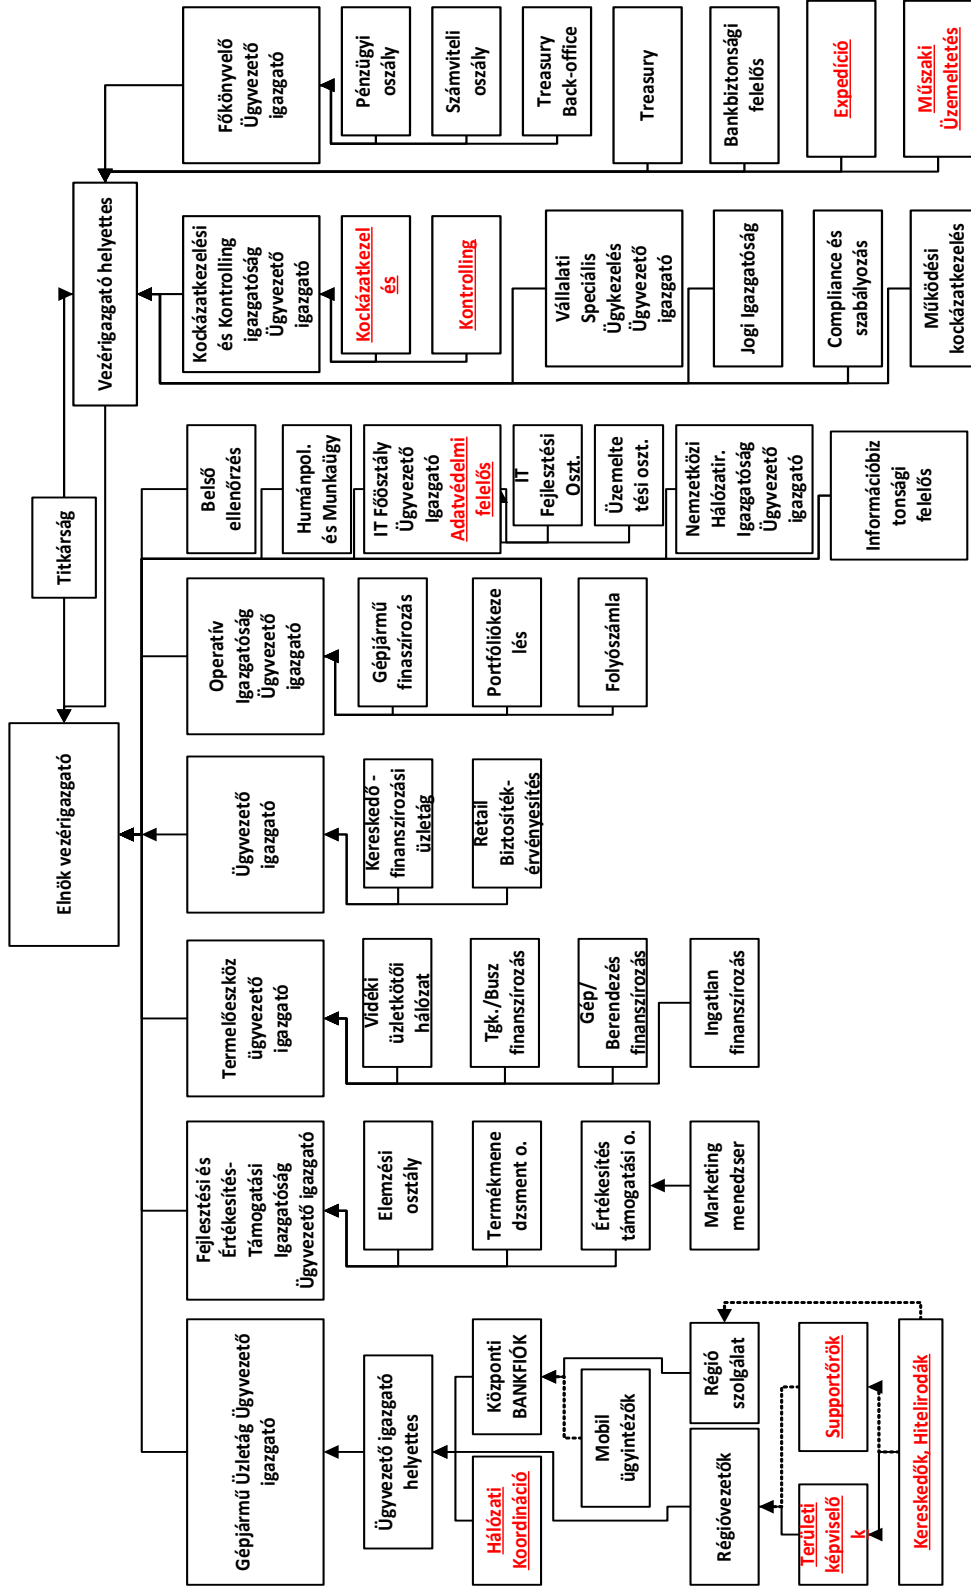 Elnök vezérigazgató
Titkárság
Vezérigazgató helyettes
Gépjármű Üzletág Ügyvezető
igazgató
Ügyvezető igazgató
helyettes
Hálózati
Koordináció
Központi
BANKFIÓK
Mobil
ügyintézők
Régióvezetők
Régió
szolgálat
Területi
képviselő
k
Supportőrök
Kereskedők, Hitelirodák
Fejlesztési és
Értékesítés-
Támogatási
Igazgatóság
Ügyvezető igazgató
Elemzési
osztály
Termékmene
dzsment o.
Értékesítés
támogatási o.
Marketing
menedzser
Termelőeszköz
ügyvezető
igazgató
Vidéki
üzletkötői
hálózat
Tgk./Busz
finanszírozás
Gép/
Berendezés
finanszírozás
Ingatlan
finanszírozás
Ügyvezető
igazgató
Kereskedő -
finanszírozási
üzletág
Retail
Biztosíték-
érvényesítés
Operatív
Igazgatóság
Ügyvezető
igazgató
Gépjármű
finaszírozás
Portfóliókeze
lés
Folyószámla
Belső
ellenőrzés
Humánpol.
és Munkaügy
IT Főösztály
Ügyvezető
Igazgató
Adatvédelmi
felelős
IT
Fejlesztési
Oszt.
Üzemelte
tési oszt.
Nemzetközi
Hálózatir.
Igazgatóság
Ügyvezető
igazgató
Információbiz
tonsági
felelős
Kockázatkezelési
és Kontrolling
igazgatóság
Ügyvezető
igazgató
Kockázatkezel
és
Kontrolling
Vállalati
Speciális
Ügykezelés
Ügyvezető
igazgató
Jogi Igazgatóság
Compliance és
szabályozás
Működési
kockázatkezelés
Főkönyvelő
Ügyvezető
igazgató
Pénzügyi
oszály
Számviteli
oszály
Treasury
Back-office
Treasury
Bankbiztonsági
felelős
Expedíció
Műszaki
Üzemeltetés